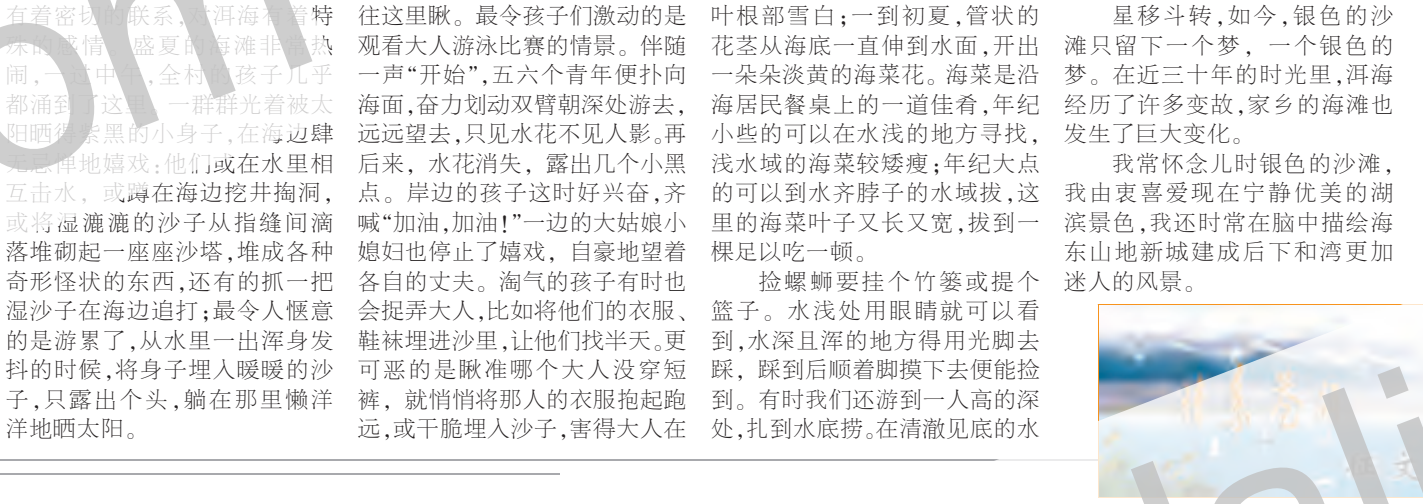 有着密切的联系,对洱海有着特
殊的感情。盛夏的海滩非常热
闹,一过中午,全村的孩子几乎
都涌到了这里。一群群光着被太
阳晒得紫黑的小身子,在海边肆
无忌惮地嬉戏:他们或在水里相
互击水，或蹲在海边挖井掏洞,
或将湿漉漉的沙子从指缝间滴
落堆砌起一座座沙塔,堆成各种
奇形怪状的东西,还有的抓一把
湿沙子在海边追打;最令人惬意
的是游累了,从水里一出浑身发
抖的时候,将身子埋入暖暖的沙
子,只露出个头,躺在那里懒洋
洋地晒太阳。
往这里瞅。最令孩子们激动的是
观看大人游泳比赛的情景。伴随
一声“开始”,五六个青年便扑向
海面,奋力划动双臂朝深处游去,
远远望去,只见水花不见人影。再
后来，水花消失，露出几个小黑
点。岸边的孩子这时好兴奋,齐
喊“加油,加油!”一边的大姑娘小
媳妇也停止了嬉戏，自豪地望着
各自的丈夫。淘气的孩子有时也
会捉弄大人,比如将他们的衣服、
鞋袜埋进沙里,让他们找半天。更
可恶的是瞅准哪个大人没穿短
裤，就悄悄将那人的衣服抱起跑
远,或干脆埋入沙子,害得大人在
叶根部雪白;一到初夏,管状的
花茎从海底一直伸到水面,开出
一朵朵淡黄的海菜花。海菜是沿
海居民餐桌上的一道佳肴,年纪
小些的可以在水浅的地方寻找,
浅水域的海菜较矮瘦;年纪大点
的可以到水齐脖子的水域拔,这
里的海菜叶子又长又宽,拔到一
棵足以吃一顿。
捡螺蛳要挂个竹篓或提个
篮子。水浅处用眼睛就可以看
到,水深且浑的地方得用光脚去
踩，踩到后顺着脚摸下去便能捡
到。有时我们还游到一人高的深
处,扎到水底捞。在清澈见底的水
星移斗转,如今,银色的沙
滩只留下一个梦，一个银色的
梦。在近三十年的时光里,洱海
经历了许多变故,家乡的海滩也
发生了巨大变化。
我常怀念儿时银色的沙滩,
我由衷喜爱现在宁静优美的湖
滨景色,我还时常在脑中描绘海
东山地新城建成后下和湾更加
迷人的风景。
征文